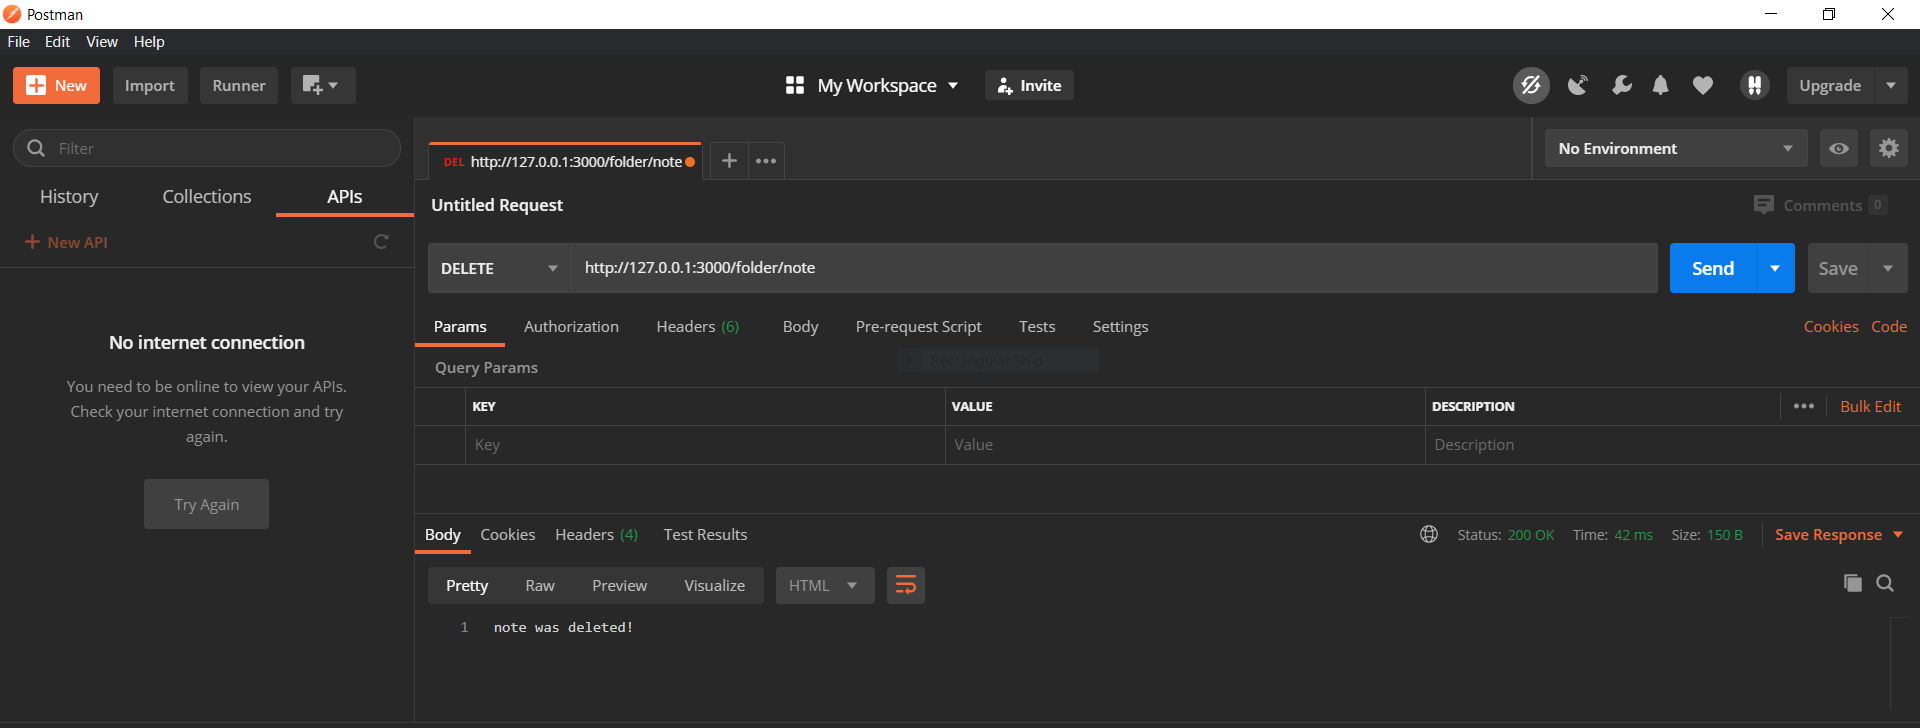 Postman
File Edit View Help
New Import Runner My Workspace Invite Upgrade
Filter
History Collections APIs
New API
No internet connection
You need to be online to view your APIs.
Check your internet connection and try
again.
Try Again
DEL http://127.0.0.1:3000/folder/note
No Environment
Untitled Request
Comments 0
DELETE http://127.0.0.1:3000/folder/note Send Save
Params Authorization Headers (6) Body Pre-request Script Tests Settings Cookies Code
Rectangular Snip
Query Params
KEY VALUE DESCRIPTION Bulk Edit
Key Value Description
Body Cookies Headers (4) Test Results Status: 200 OK Time: 42 ms Size: 150 B Save Response
Pretty Raw Preview Visualize HTML
1 note was deleted!